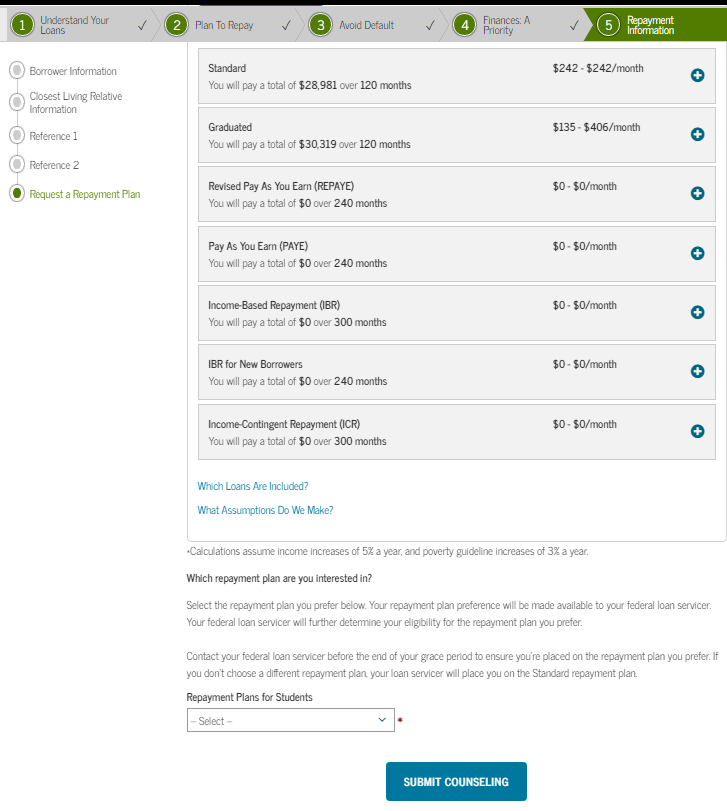 1 Understand Your Loans ✓
2 Plan To Repay ✓
3 Avoid Default ✓
4 Finances: A Priority ✓
5 Repayment Information
Borrower Information
Closest Living Relative
Information
Reference 1
Reference 2
Request a Repayment Plan
Standard $242 - $242/month
You will pay a total of $28,981 over 120 months
Graduated $135 - $406/month
You will pay a total of $30,319 over 120 months
Revised Pay As You Earn (REPAYE) $0 - $0/month
You will pay a total of $0 over 240 months
Pay As You Earn (PAYE) $0 - $0/month
You will pay a total of $0 over 240 months
Income-Based Repayment (IBR) $0 - $0/month
You will pay a total of $0 over 300 months
IBR for New Borrowers $0 - $0/month
You will pay a total of $0 over 240 months
Income-Contingent Repayment (ICR) $0 - $0/month
You will pay a total of $0 over 300 months
Which Loans Are Included?
What Assumptions Do We Make?
*Calculations assume income increases of 5% a year, and poverty guideline increases of 3% a year.
Which repayment plan are you interested in?
Select the repayment plan you prefer below. Your repayment plan preference will be made available to your federal loan servicer.
Your federal loan servicer will further determine your eligibility for the repayment plan you prefer.
Contact your federal loan servicer before the end of your grace period to ensure you're placed on the repayment plan you prefer. If
you don't choose a different repayment plan, your loan servicer will place you on the Standard repayment plan.
Repayment Plans for Students
– Select – *
SUBMIT COUNSELING